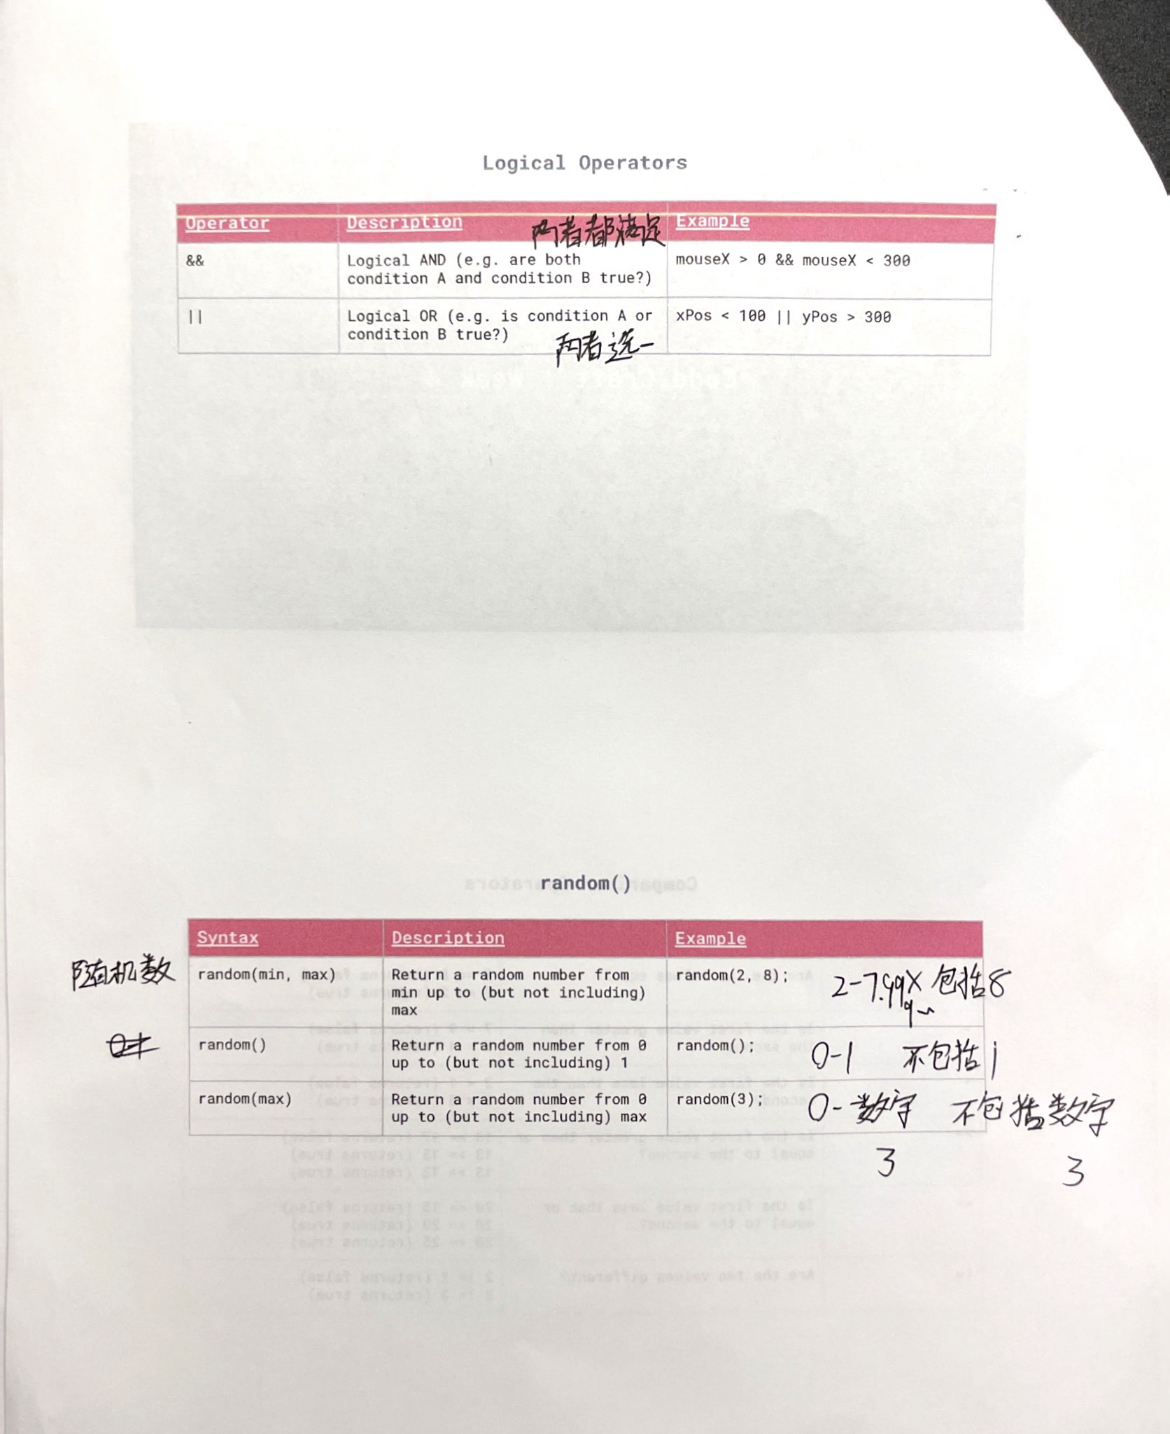 Logical Operators
Operator Description 两者都满足 Example
&& Logical AND (e.g. are both mouseX > 0 && mouseX < 300
condition A and condition B true?)
|| Logical OR (e.g. is condition A or xPos < 100 || yPos > 300
condition B true?) 两者选一
random()
Syntax Description Example
随机数 random(min, max) Return a random number from random(2, 8); 2-7.99X 包括8
min up to (but not including) 9~
max
random() Return a random number from 0 random(); 0-1 不包括1
up to (but not including) 1
random(max) Return a random number from 0 random(3); 0-数字 不包括数字
up to (but not including) max
3 3